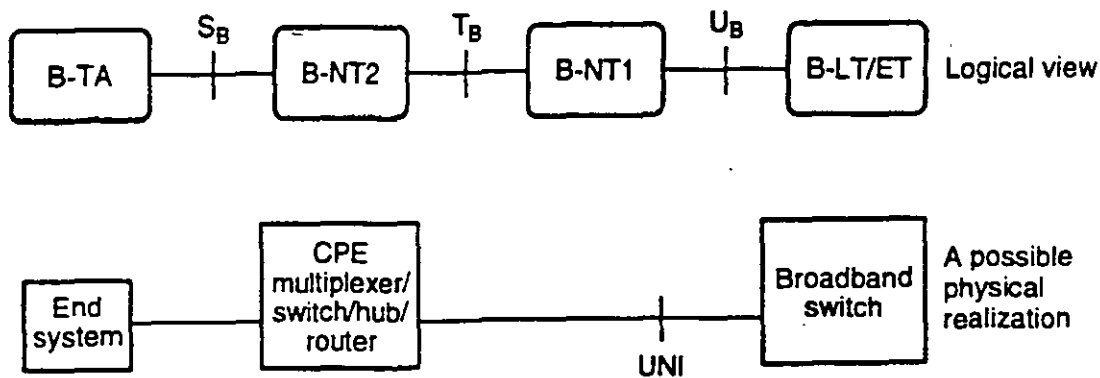 S_B T_B U_B
B-TA B-NT2 B-NT1 B-LT/ET Logical view
CPE
multiplexer/
switch/hub/
router
End
system
UNI
Broadband
switch
A possible
physical
realization